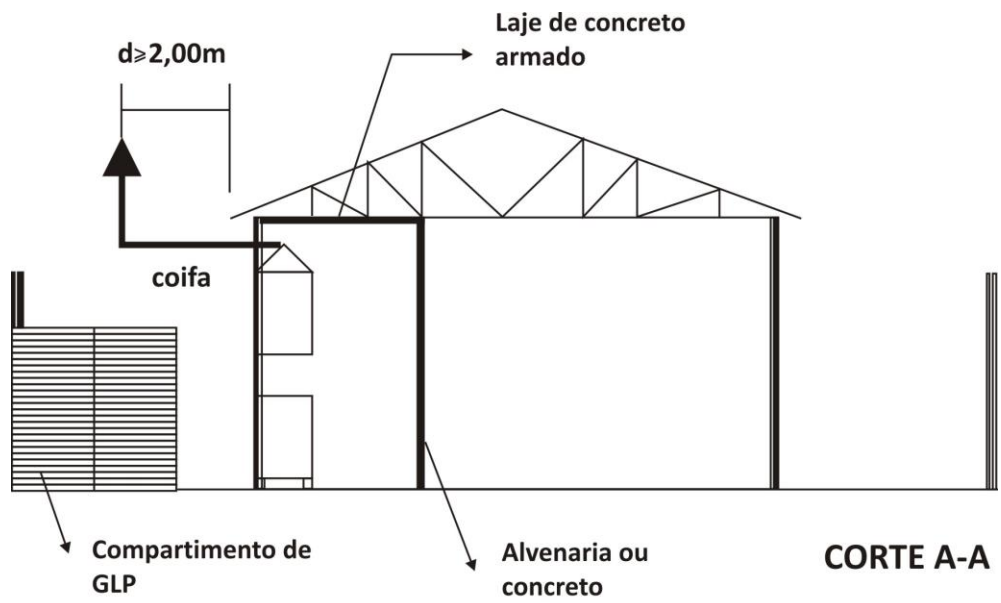 Laje de concreto
armado
d≥2,00m
coifa
Compartimento de
GLP
Alvenaria ou
concreto
CORTE A-A